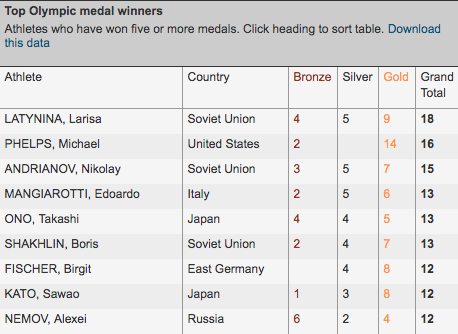 Top Olympic medal winners
Athletes who have won five or more medals. Click heading to sort table. Download
this data
Athlete Country Bronze Silver Gold Grand
Total
LATYNINA, Larisa Soviet Union 4 5 9 18
PHELPS, Michael United States 2 14 16
ANDRIANOV, Nikolay Soviet Union 3 5 7 15
MANGIAROTTI, Edoardo Italy 2 5 6 13
ONO, Takashi Japan 4 4 5 13
SHAKHLIN, Boris Soviet Union 2 4 7 13
FISCHER, Birgit East Germany 4 8 12
KATO, Sawao Japan 1 3 8 12
NEMOV, Alexei Russia 6 2 4 12